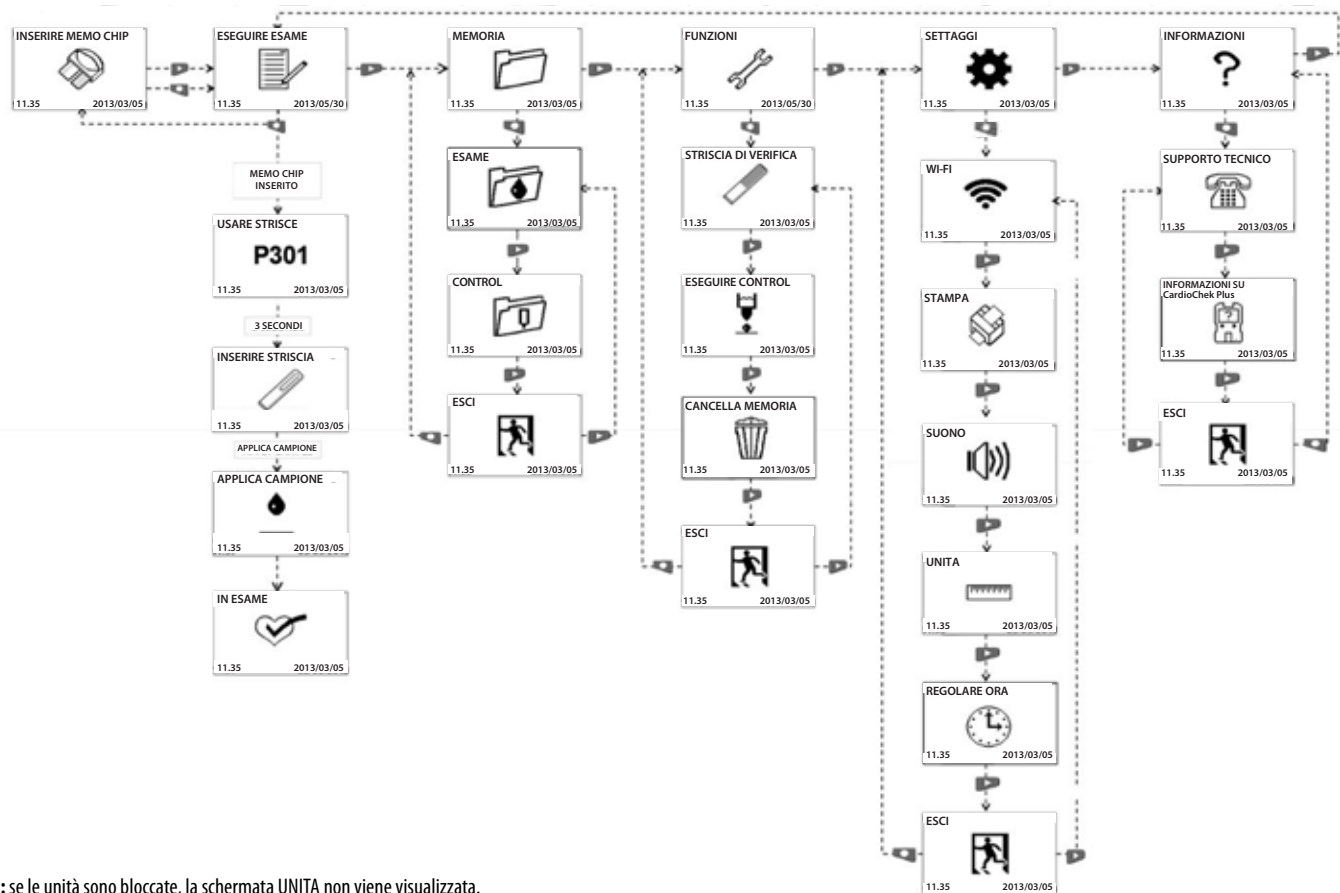 INSERIRE MEMO CHIP
11.35 2013/03/05
ESEGUIRE ESAME
11.35 2013/05/30
MEMORIA
11.35 2013/03/05
FUNZIONI
11.35 2013/05/30
SETTAGGI
11.35 2013/03/05
INFORMAZIONI
?
11.35 2013/03/05
MEMO CHIP
INSERITO
USARE STRISCE
P301
11.35 2013/03/05
3 SECONDI
INSERIRE STRISCIA
11.35 2013/03/05
APPLICA CAMPIONE
APPLICA CAMPIONE
11.35 2013/03/05
IN ESAME
11.35 2013/03/05
ESAME
11.35 2013/03/05
CONTROL
11.35 2013/03/05
ESCI
11.35 2013/03/05
STRISCIA DI VERIFICA
11.35 2013/03/05
ESEGUIRE CONTROL
11.35 2013/03/05
CANCELLA MEMORIA
11.35 2013/03/05
ESCI
11.35 2013/03/05
WI-FI
11.35 2013/03/05
STAMPA
11.35 2013/03/05
SUONO
11.35 2013/03/05
UNITA
11.35 2013/03/05
REGOLARE ORA
11.35 2013/03/05
ESCI
11.35 2013/03/05
SUPPORTO TECNICO
11.35 2013/03/05
INFORMAZIONI SU
CardioChek Plus
?
11.35 2013/03/05
ESCI
11.35 2013/03/05
: se le unità sono bloccate, la schermata UNITA non viene visualizzata.